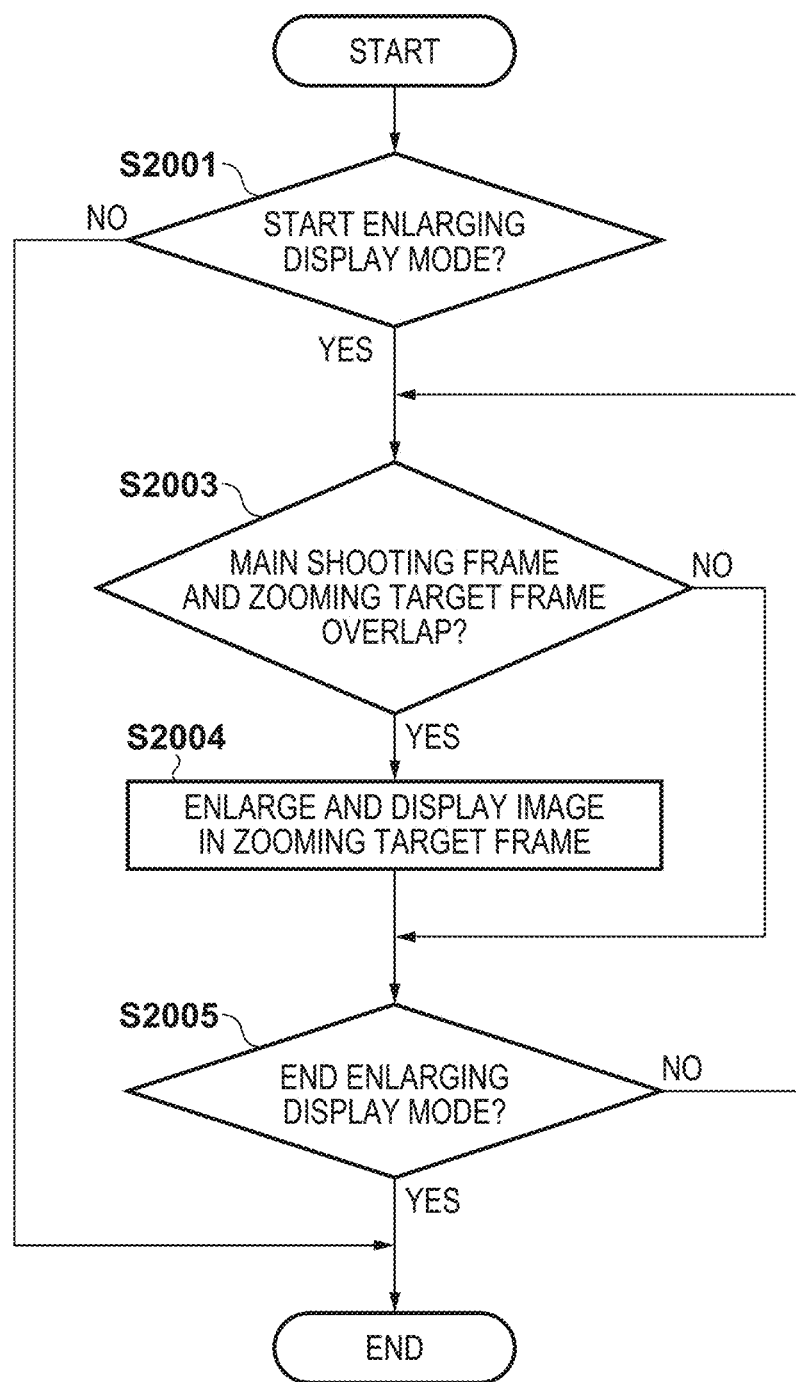 START
S2001
NO
START ENLARGING
DISPLAY MODE?
YES
S2003
MAIN SHOOTING FRAME
AND ZOOMING TARGET FRAME
OVERLAP?
NO
YES
S2004
ENLARGE AND DISPLAY IMAGE
IN ZOOMING TARGET FRAME
S2005
END ENLARGING
DISPLAY MODE?
NO
YES
END